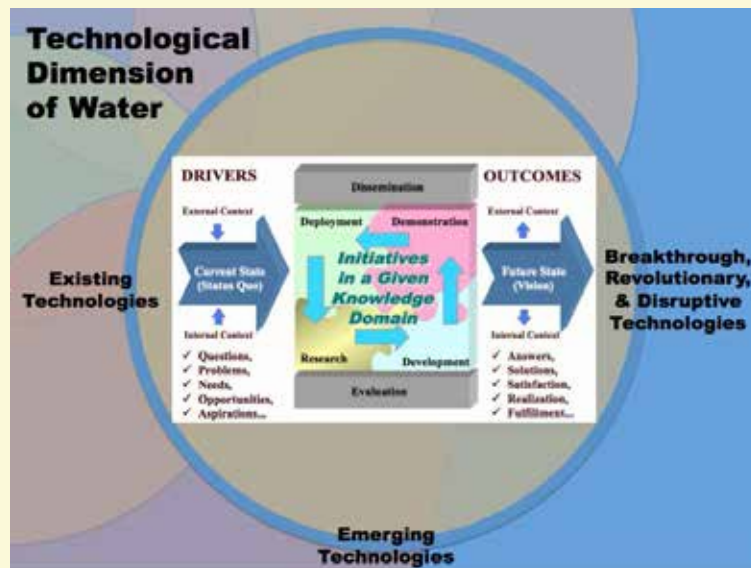 Technological
Dimension
of Water
DRIVERS
External Context
Current State
(Status Quo)
Internal Context
✓ Questions,
✓ Problems,
✓ Needs,
✓ Opportunities,
✓ Aspirations...
Dissemination
Deployment
Demonstration
Initiatives
in a Given
Knowledge
Domain
Research
Development
Evaluation
OUTCOMES
External Context
Future State
(Vision)
Internal Context
✓ Answers,
✓ Solutions,
✓ Satisfaction,
✓ Realization,
✓ Fulfillment...
Existing
Technologies
Breakthrough,
Revolutionary,
& Disruptive
Technologies
Emerging
Technologies